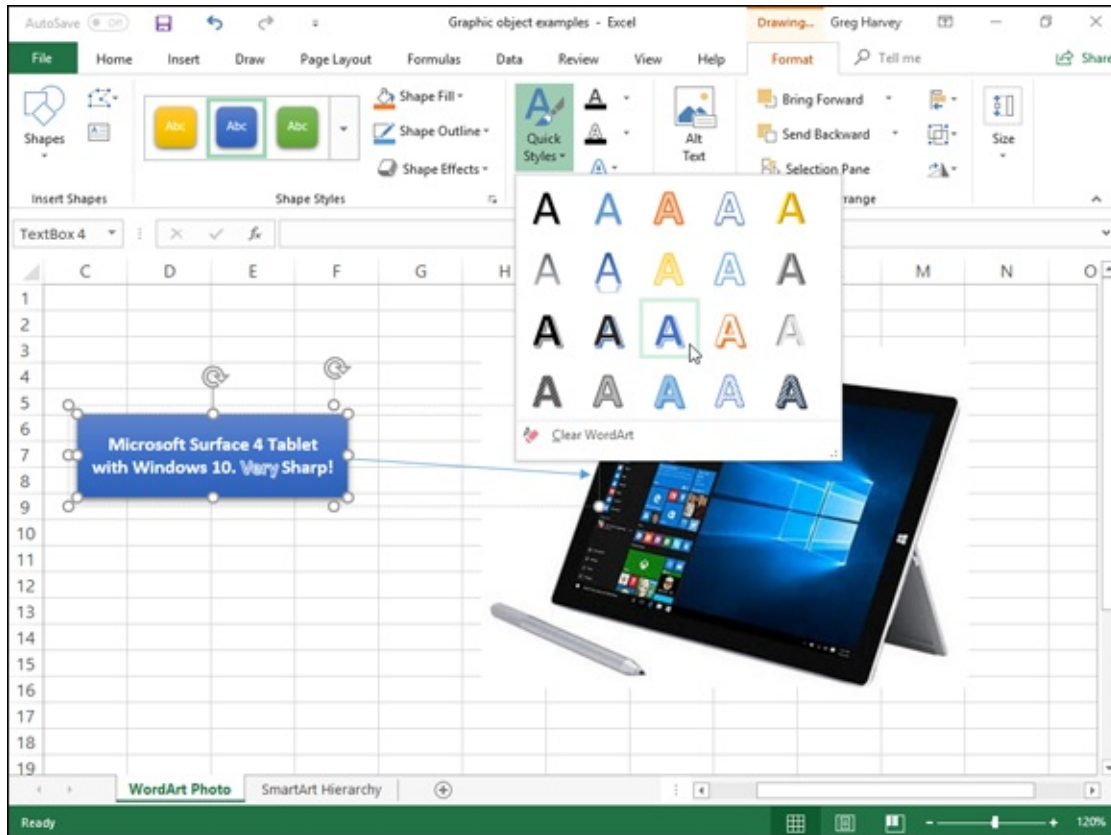 AutoSave Off Graphic object examples - Excel Drawing... Greg Harvey
File Home Insert Draw Page Layout Formulas Data Review View Help Format Tell me Share
Shapes
Abc Abc Abc
Shape Fill
Shape Outline
Shape Effects
Quick Styles
Alt Text
Bring Forward
Send Backward
Selection Pane
Size
Insert Shapes Shape Styles range
TextBox 4 fx
C D E F G H M N O
A A A A A
A A A A A
A A A A A
A A A A A
Clear WordArt
1
2
3
4
5
6
7
8
9
10
11
12
13
14
15
16
17
18
19
Microsoft Surface 4 Tablet
with Windows 10. Very Sharp!
WordArt Photo SmartArt Hierarchy
Ready 120%